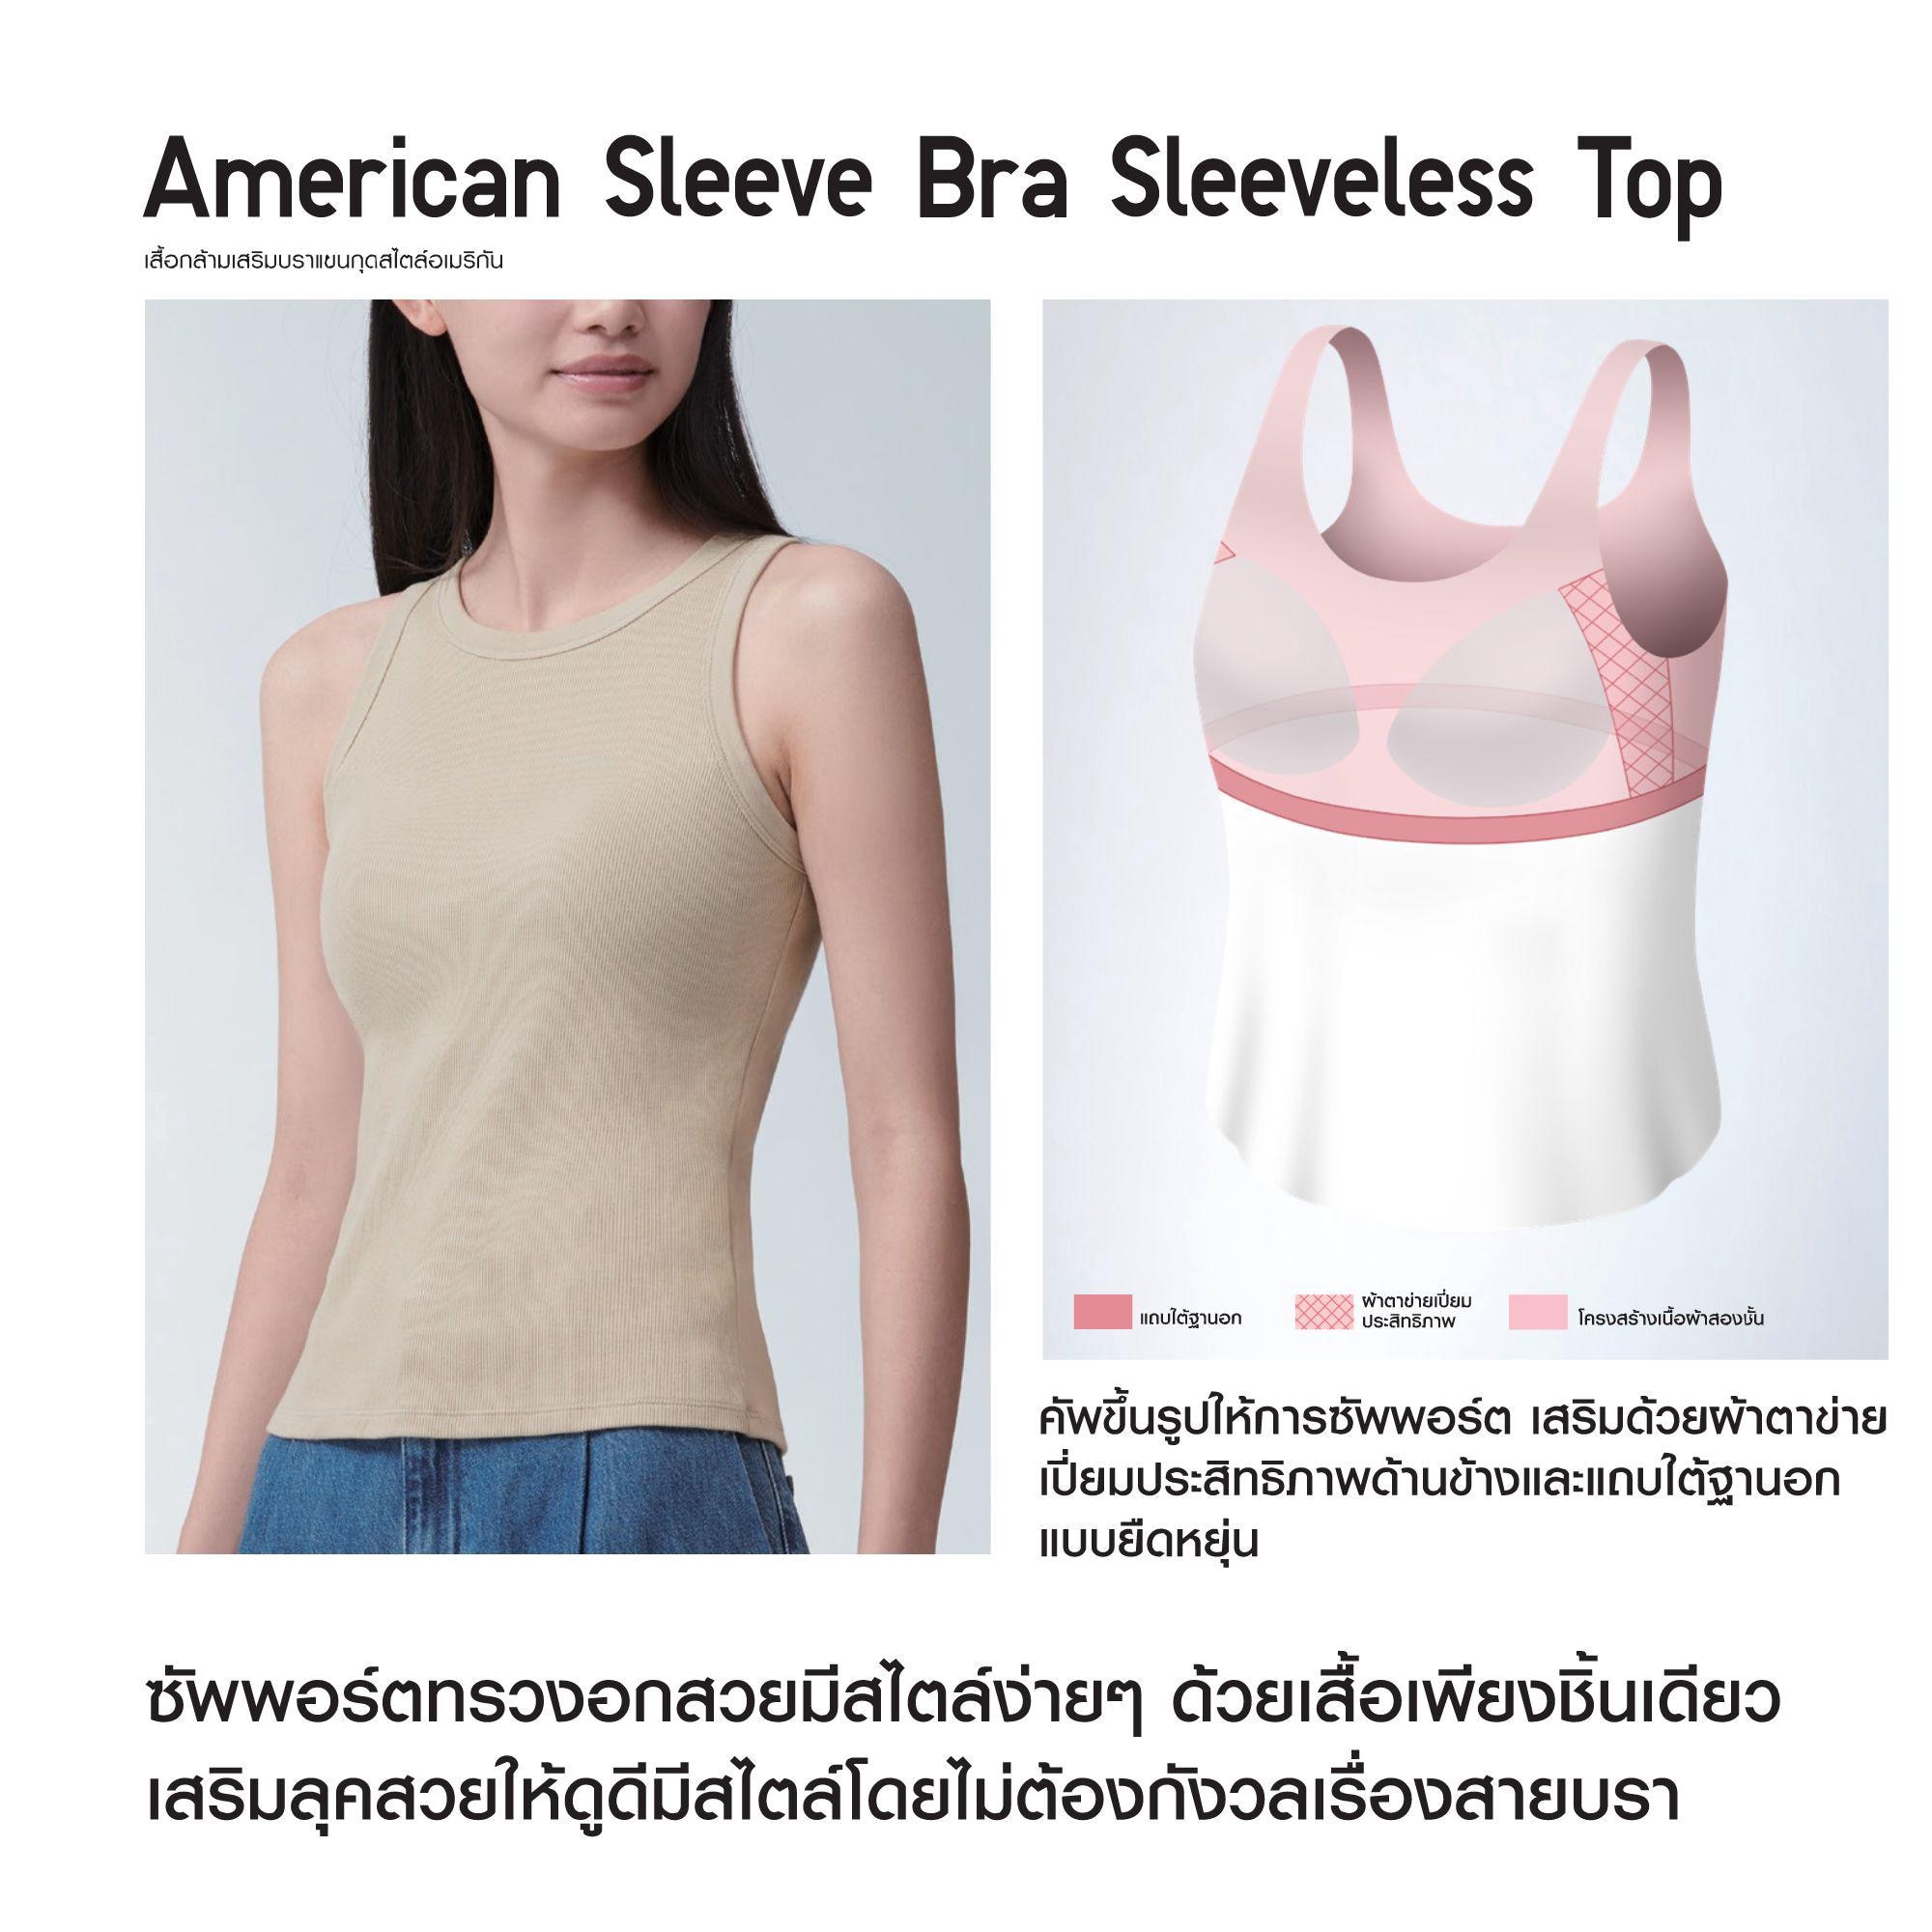 American Sleeve Bra Sleeveless Top
เสื้อกล้ามเสริมบราแขนกุดสไตล์อเมริกัน
แถบใต้ฐานอก
ผ้าตาข่ายเปี่ยม
ประสิทธิภาพ
โครงสร้างเนื้อผ้าสองชั้น
คัพขึ้นรูปให้การซัพพอร์ต เสริมด้วยผ้าตาข่าย
เปี่ยมประสิทธิภาพด้านข้างและแถบใต้ฐานอก
แบบยืดหยุ่น
ซัพพอร์ตทรวงอกสวยมีสไตล์ง่ายๆ ด้วยเสื้อเพียงชิ้นเดียว
เสริมลุคสวยให้ดูดีมีสไตล์โดยไม่ต้องกังวลเรื่องสายบรา